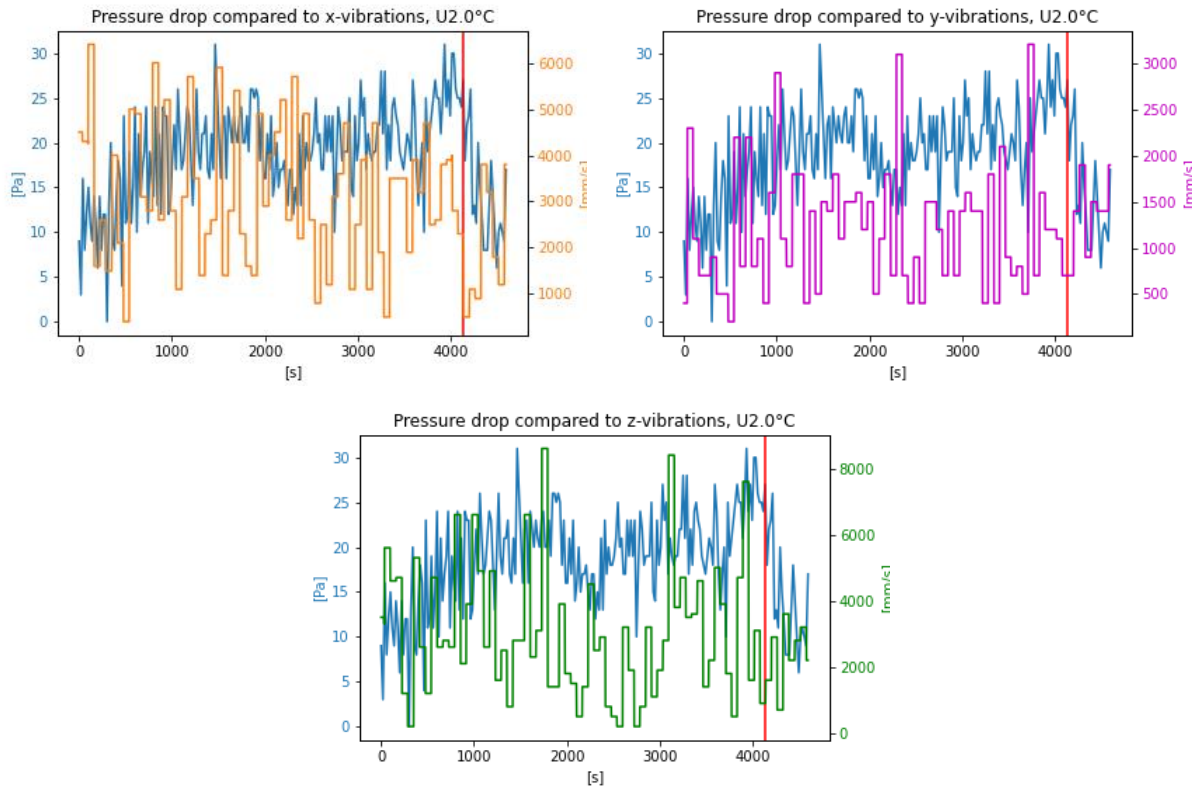 Pressure drop compared to x-vibrations, U2.0°C
30
25
20
15
10
5
0
[Pa]
6000
5000
4000
3000
2000
1000
[mm/s]
0 1000 2000 3000 4000
[s]
Pressure drop compared to y-vibrations, U2.0°C
30
25
20
15
10
5
0
[Pa]
3000
2500
2000
1500
1000
500
[mm/s]
0 1000 2000 3000 4000
[s]
Pressure drop compared to z-vibrations, U2.0°C
30
25
20
15
10
5
0
[Pa]
8000
6000
4000
2000
0
[mm/s]
0 1000 2000 3000 4000
[s]